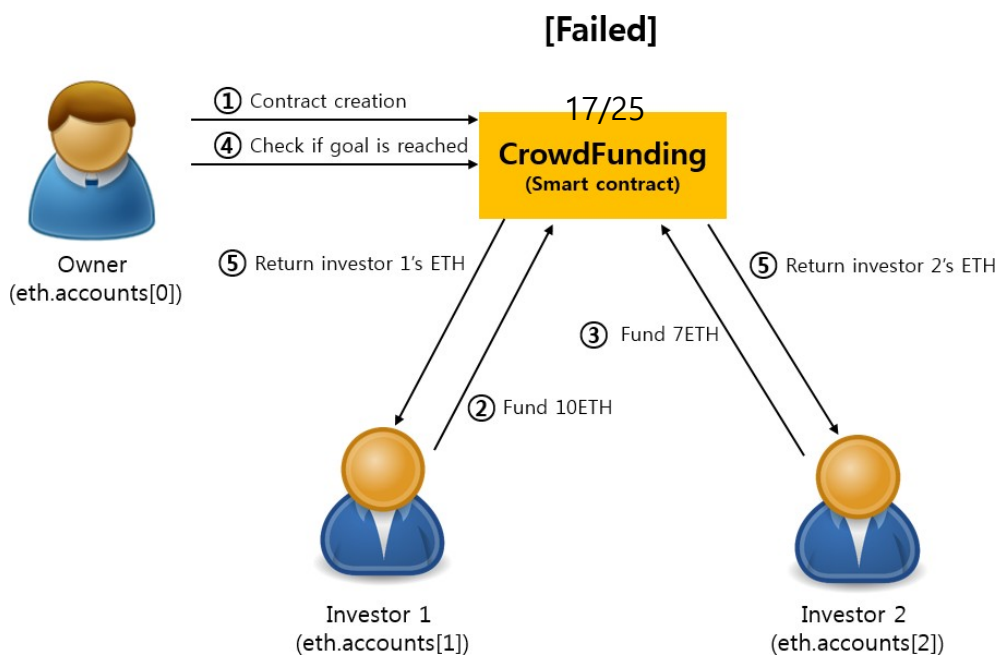 [Failed]
① Contract creation
17/25
④ Check if goal is reached
CrowdFunding
(Smart contract)
Owner
(eth.accounts[0])
⑤ Return investor 1's ETH
⑤ Return investor 2's ETH
③ Fund 7ETH
② Fund 10ETH
Investor 1
(eth.accounts[1])
Investor 2
(eth.accounts[2])